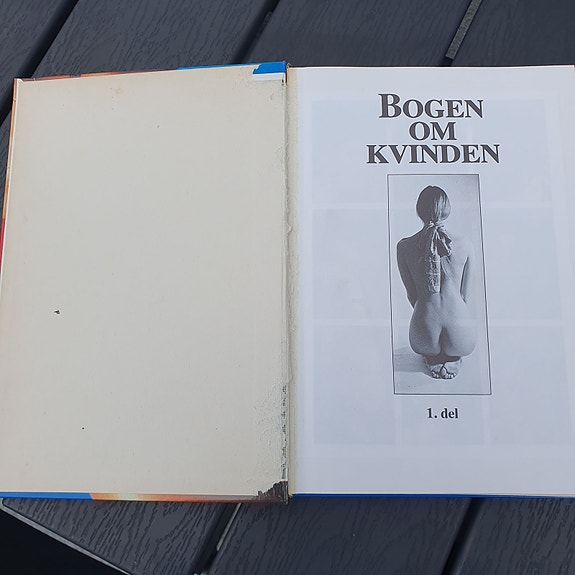 BOGEN
OM
KVINDEN
1. del